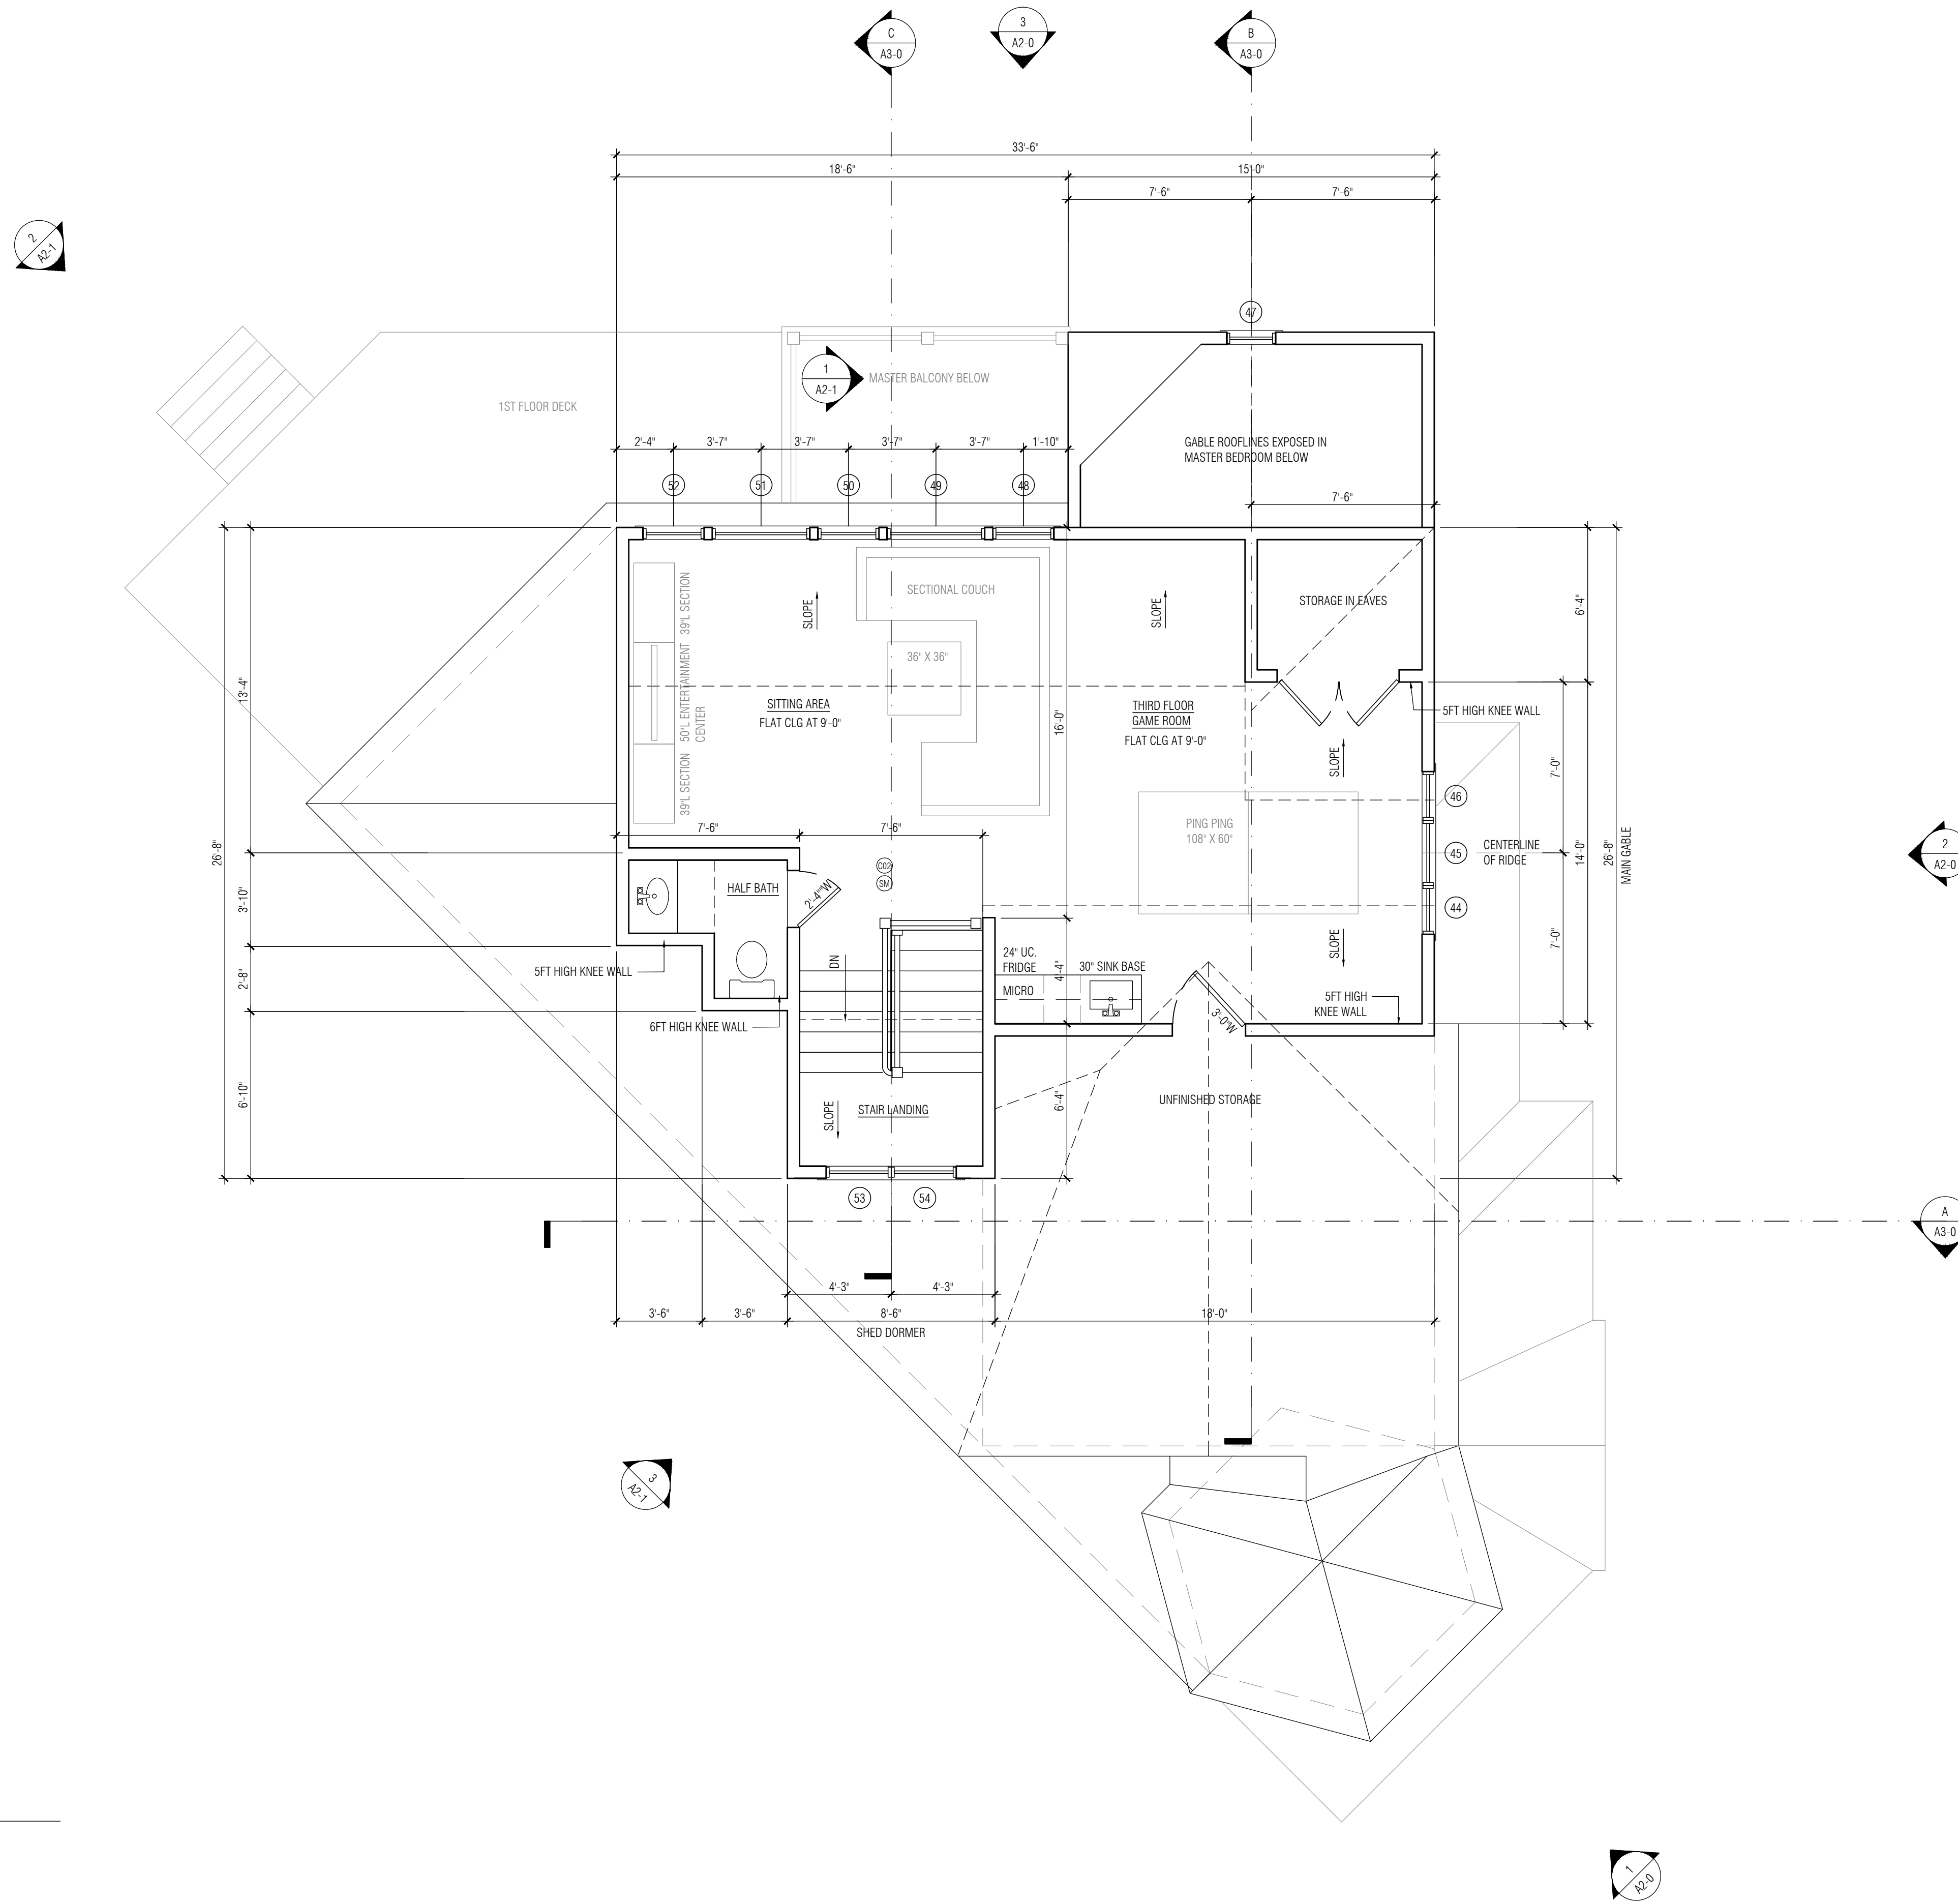 C
A3-0
3
A2-0
B
A3-0
33'-6"
18'-6"
15'-0"
7'-6"
7'-6"
2
A2-1
47
1
A2-1
MASTER BALCONY BELOW
1ST FLOOR DECK
GABLE ROOFLINES EXPOSED IN
MASTER BEDROOM BELOW
2'-4"
3'-7"
3'-7"
3'-7"
3'-7"
1'-10"
52
51
50
49
48
7'-6"
SLOPE
SECTIONAL COUCH
SLOPE
STORAGE IN EAVES
6'-4"
39"L SECTION
50"L ENTERTAINMENT
CENTER
39"L SECTION
36" X 36"
13'-4"
SITTING AREA
FLAT CLG AT 9'-0"
16'-0"
THIRD FLOOR
GAME ROOM
FLAT CLG AT 9'-0"
5FT HIGH KNEE WALL
SLOPE
7'-0"
46
PING PING
108" X 60"
7'-6"
7'-6"
26'-8"
45
CENTERLINE
OF RIDGE
14'-0"
26'-8"
MAIN GABLE
2
A2-0
CO2
SM
HALF BATH
2'-4"W
3'-10"
44
7'-0"
SLOPE
5FT HIGH KNEE WALL
2'-8"
DN
24" UC.
FRIDGE
MICRO
30" SINK BASE
4'-4"
3'-0"W
5FT HIGH
KNEE WALL
6FT HIGH KNEE WALL
6'-10"
SLOPE
STAIR LANDING
6'-4"
UNFINISHED STORAGE
53
54
A
A3-0
4'-3"
4'-3"
3'-6"
3'-6"
8'-6"
18'-0"
SHED DORMER
3
A2-1
1
A2-0